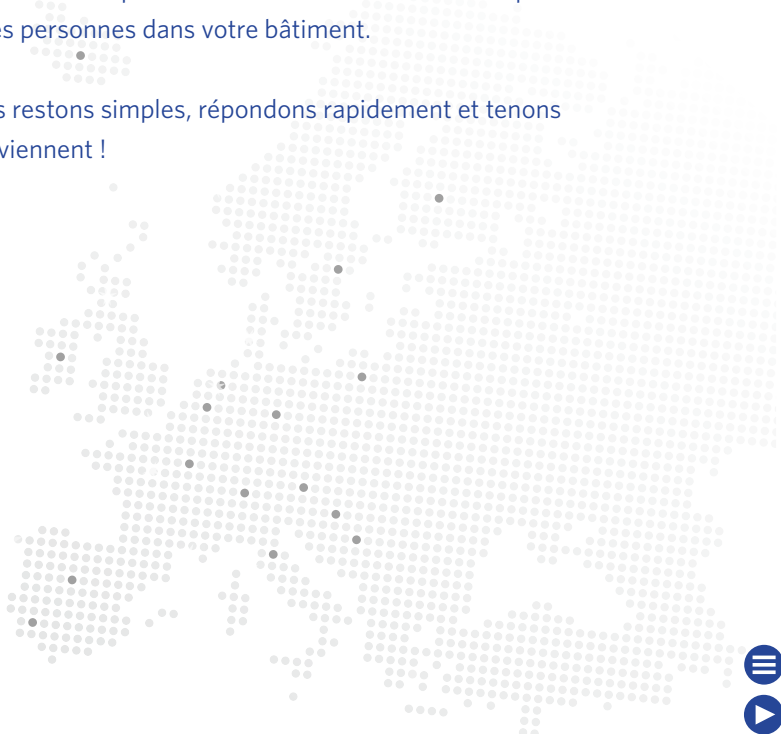 es personnes dans votre bâtiment.
s restons simples, répondons rapidement et tenons
viennent !